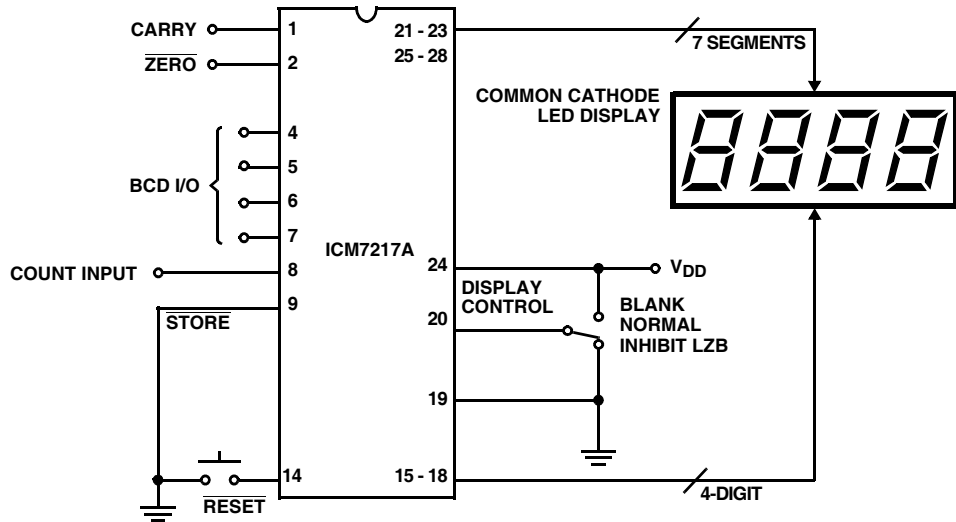 CARRY
1
ZERO
2
BCD I/O
4
5
6
7
COUNT INPUT
8
9
STORE
14
RESET
ICM7217A
21 - 23
25 - 28
24
20
19
15 - 18
7 SEGMENTS
COMMON CATHODE
LED DISPLAY
8888
VDD
DISPLAY
CONTROL
BLANK
NORMAL
INHIBIT LZB
4-DIGIT